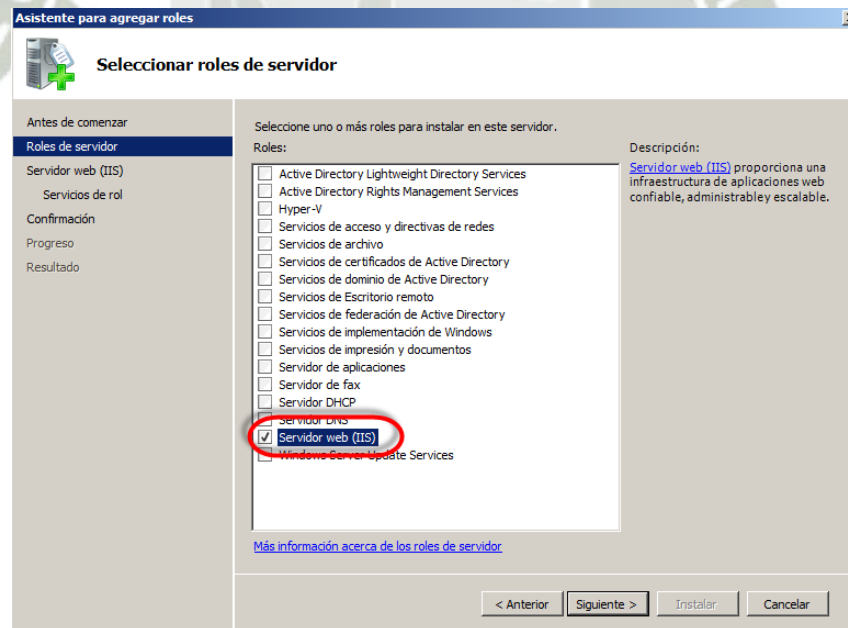 Asistente para agregar roles
Seleccionar roles de servidor
Antes de comenzar
Roles de servidor
Servidor web (IIS)
Servicios de rol
Confirmación
Progreso
Resultado
Seleccione uno o más roles para instalar en este servidor.
Roles:
Active Directory Lightweight Directory Services
Active Directory Rights Management Services
Hyper-V
Servicios de acceso y directivas de redes
Servicios de archivo
Servicios de certificados de Active Directory
Servicios de dominio de Active Directory
Servicios de Escritorio remoto
Servicios de federación de Active Directory
Servicios de implementación de Windows
Servicios de impresión y documentos
Servidor de aplicaciones
Servidor de fax
Servidor DHCP
Servidor DNS
Servidor web (IIS)
Windows Server Update Services
Más información acerca de los roles de servidor
Descripción:
Servidor web (IIS) proporciona una
infraestructura de aplicaciones web
confiable, administrabley escalable.
< Anterior
Siguiente >
Instalar
Cancelar